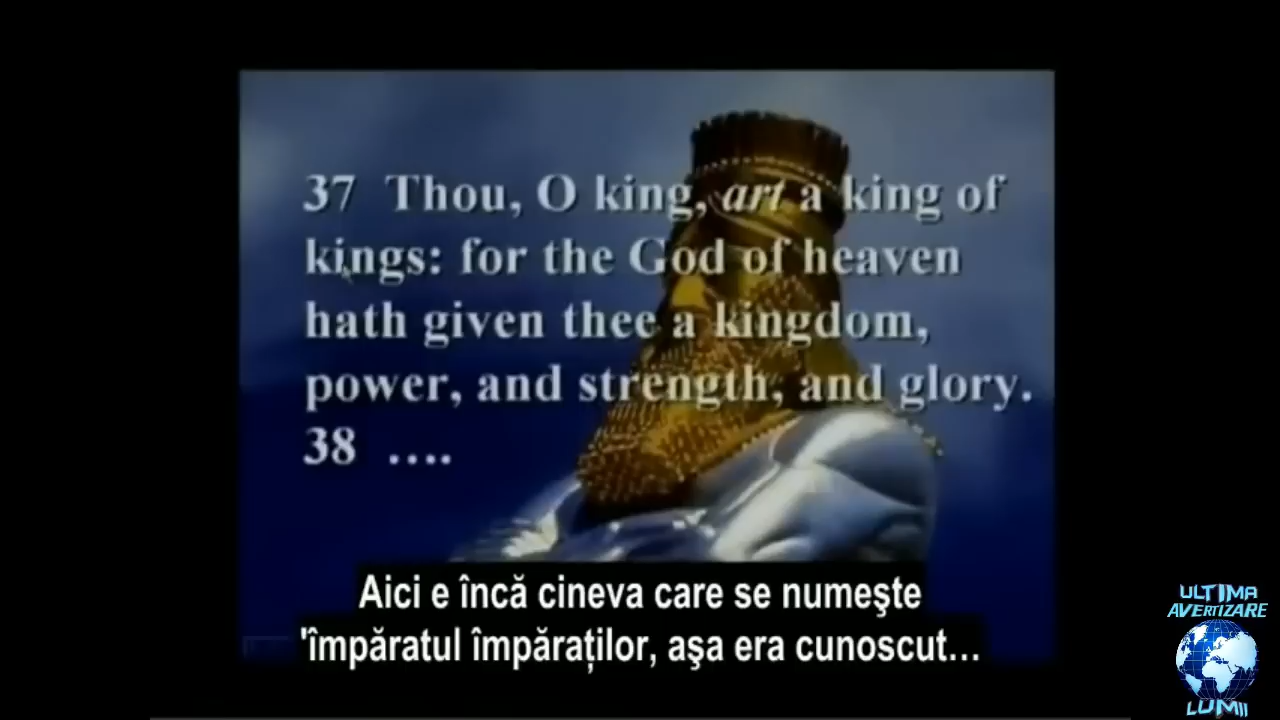 37 Thou, O king, art a king of
kings: for the God of heaven
hath given thee a kingdom,
power, and strength, and glory.
38 ....
Aici e încă cineva care se numeşte
'împăratul împăraților, aşa era cunoscut...
ULTIMA
AVERTIZARE
LUMII